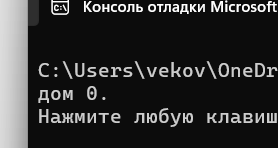 Консоль отладки Microsoft
C:\Users\vekov\OneDr
дом 0.
Нажмите любую клавиш